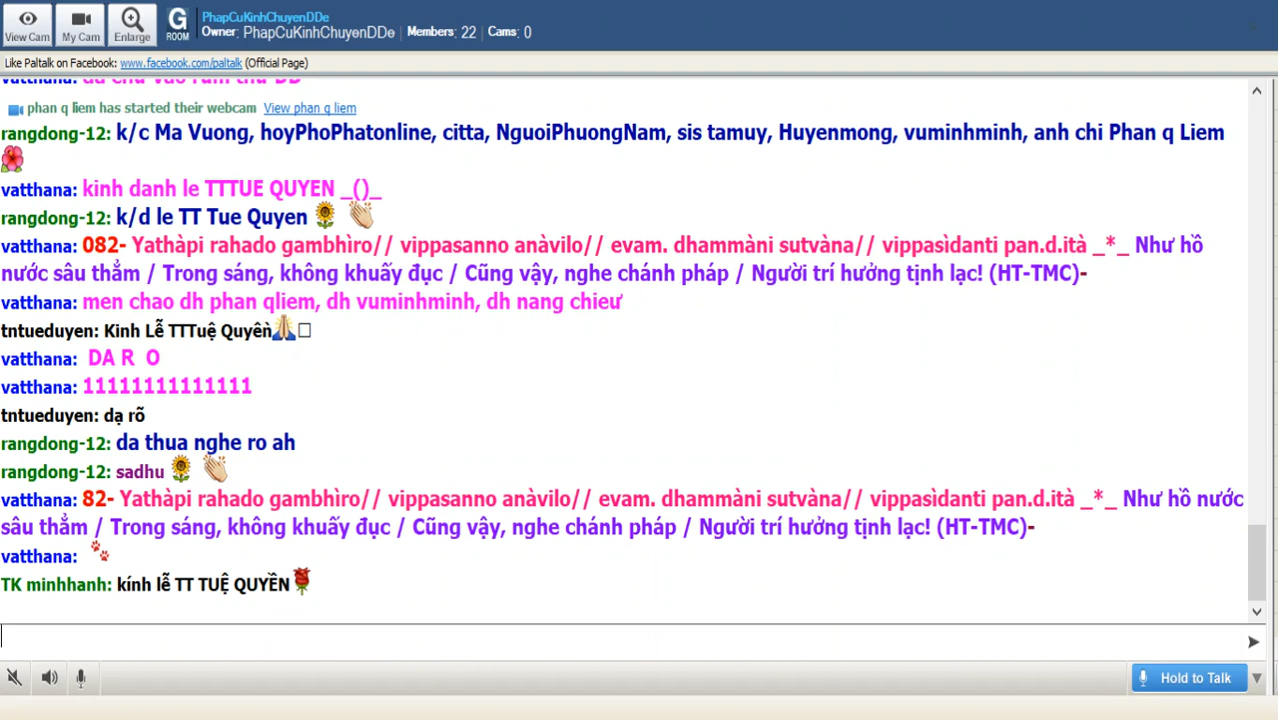 PhapCuKinhChuyenDDe
Owner: PhapCuKinhChuyenDDe | Members: 22 | Cams: 0
View Cam
My Cam
Enlarge
G
ROOM
Like Paltalk on Facebook: www.facebook.com/paltalk (Official Page)
phan q liem has started their webcam View phan q liem
rangdong-12: k/c Ma Vuong, hoyPhoPhatonline, citta, NguoiPhuongNam, sis tamuy, Huyenmong, vuminhminh, anh chi Phan q Liem
vatthana: kinh danh le TTTUE QUYEN _()_
rangdong-12: k/d le TT Tue Quyen
vatthana: 082- Yathàpi rahado gambhìro// vippasanno anàvilo// evam. dhammàni sutvàna// vippasìdanti pan.d.ità _*_ Như hồ
nước sâu thẳm / Trong sáng, không khuấy đục / Cũng vậy, nghe chánh pháp / Người trí hưởng tịnh lạc! (HT-TMC)-
vatthana: men chao dh phan qliem, dh vuminhminh, dh nang chieu
tntueduyen: Kinh Lễ TTTuệ Quyền
vatthana: DA R O
vatthana: 11111111111111
tntueduyen: dạ rõ
rangdong-12: da thua nghe ro ah
rangdong-12: sadhu
vatthana: 82- Yathàpi rahado gambhìro// vippasanno anàvilo// evam. dhammàni sutvàna// vippasìdanti pan.d.ità _*_ Như hồ nước
sâu thẳm / Trong sáng, không khuấy đục / Cũng vậy, nghe chánh pháp / Người trí hưởng tịnh lạc! (HT-TMC)-
vatthana:
TK minhhanh: kính lễ TT TUỆ QUYỀN
Hold to Talk